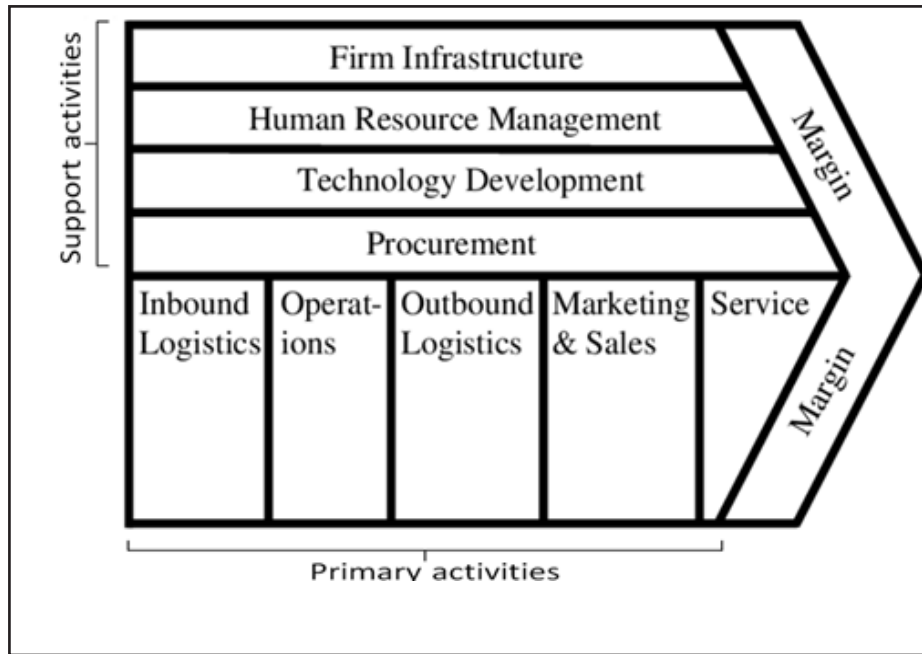 Support activities
Firm Infrastructure
Human Resource Management
Technology Development
Procurement
Margin
Inbound
Logistics
Operat-
ions
Outbound
Logistics
Marketing
& Sales
Service
Margin
Primary activities